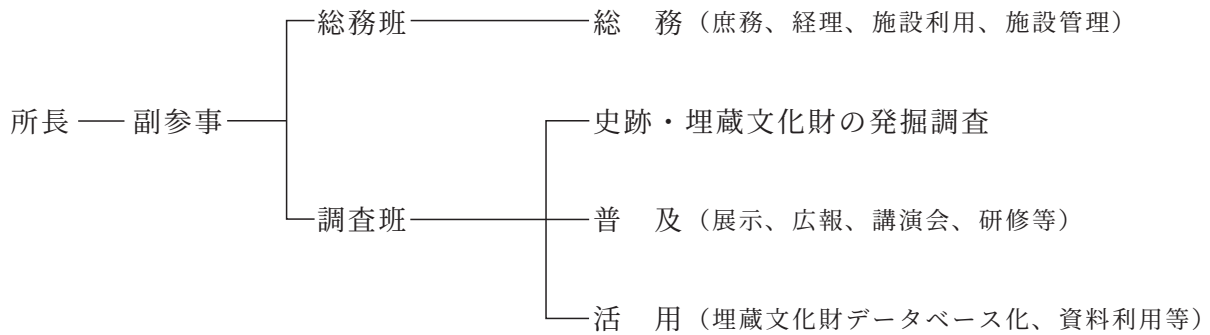 総務班 総　務（庶務、経理、施設利用、施設管理）
所長 副参事 史跡・埋蔵文化財の発掘調査
調査班 普　及（展示、広報、講演会、研修等）
活　用（埋蔵文化財データベース化、資料利用等）